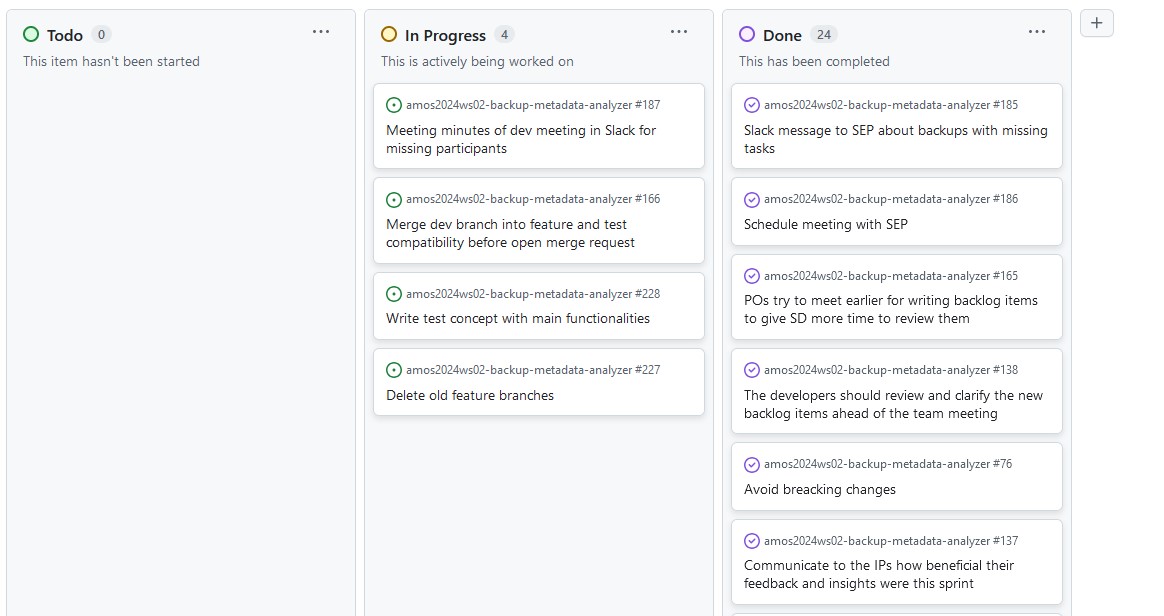 Todo 0
This item hasn't been started
In Progress 4
This is actively being worked on
amos2024ws02-backup-metadata-analyzer #187
Meeting minutes of dev meeting in Slack for
missing participants
amos2024ws02-backup-metadata-analyzer #166
Merge dev branch into feature and test
compatibility before open merge request
amos2024ws02-backup-metadata-analyzer #228
Write test concept with main functionalities
amos2024ws02-backup-metadata-analyzer #227
Delete old feature branches
Done 24
This has been completed
amos2024ws02-backup-metadata-analyzer #185
Slack message to SEP about backups with missing
tasks
amos2024ws02-backup-metadata-analyzer #186
Schedule meeting with SEP
amos2024ws02-backup-metadata-analyzer #165
POs try to meet earlier for writing backlog items
to give SD more time to review them
amos2024ws02-backup-metadata-analyzer #138
The developers should review and clarify the new
backlog items ahead of the team meeting
amos2024ws02-backup-metadata-analyzer #76
Avoid breacking changes
amos2024ws02-backup-metadata-analyzer #137
Communicate to the IPs how beneficial their
feedback and insights were this sprint